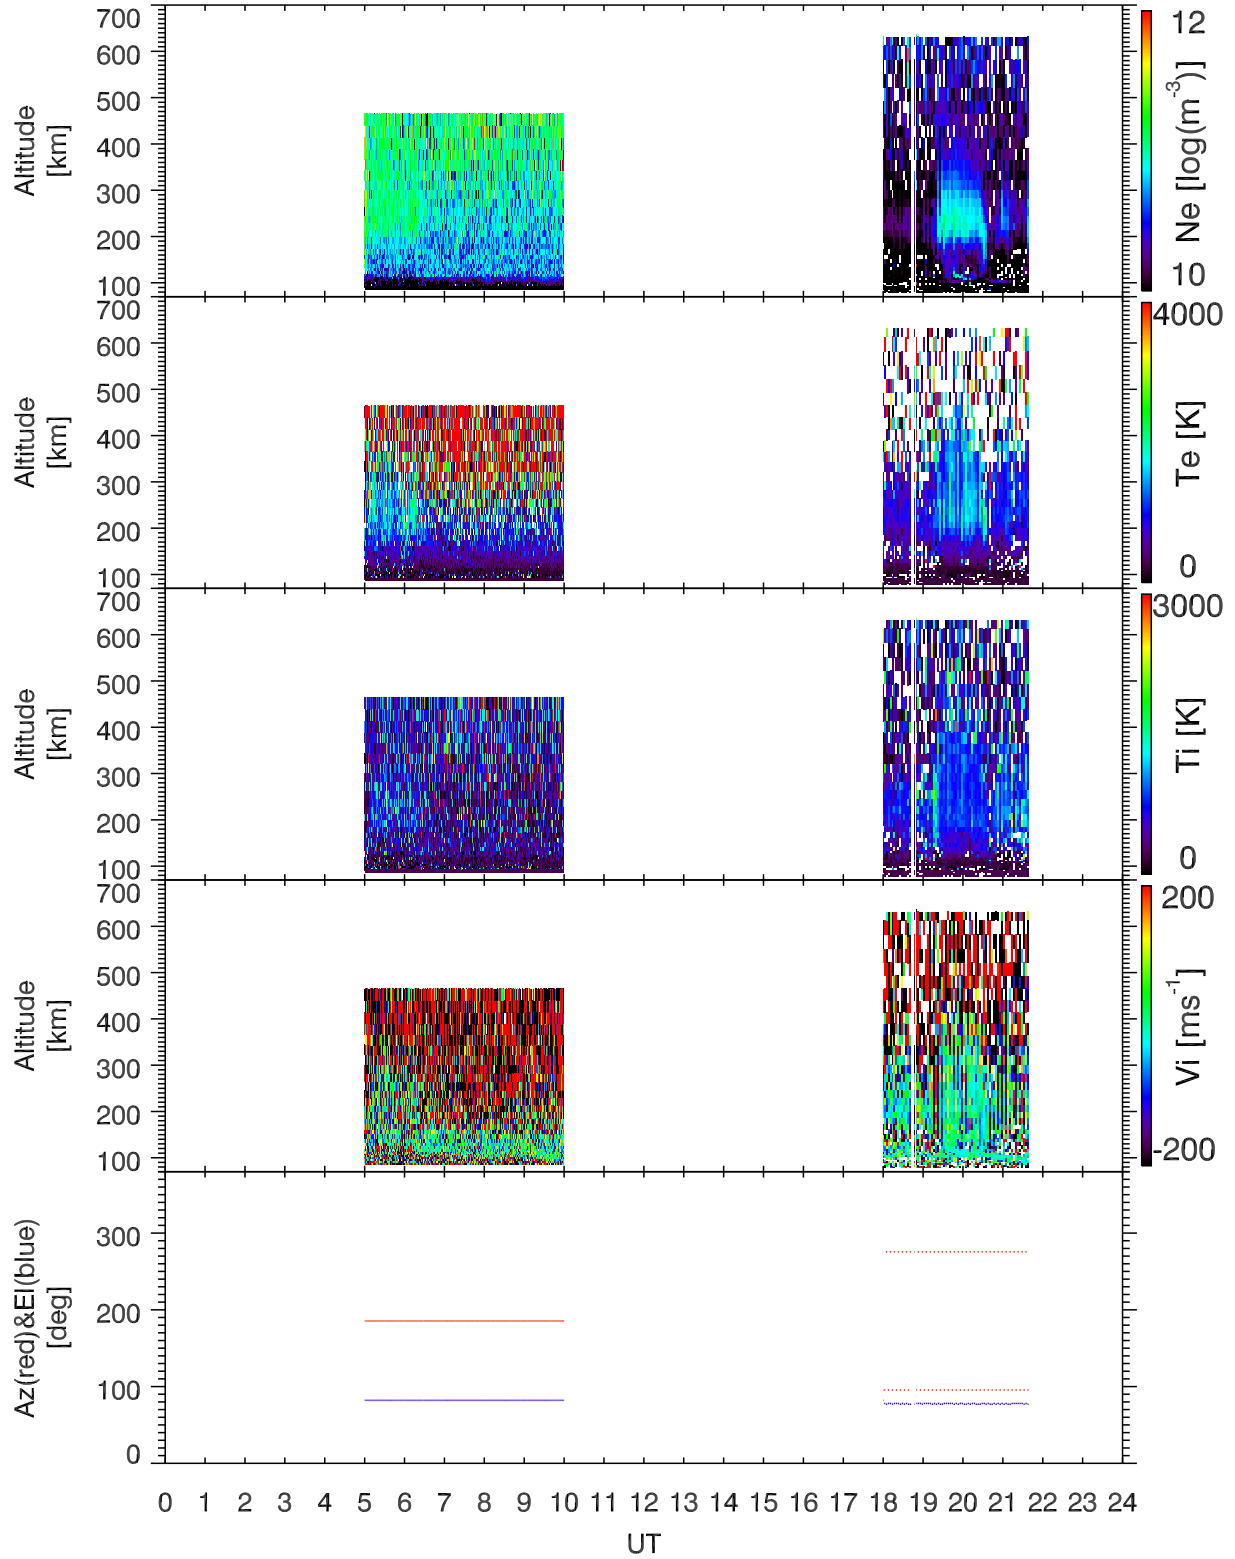 700
600
500
400
300
200
100
Altitude
[km]
12
10
Ne [log(m⁻³)]
700
600
500
400
300
200
100
Altitude
[km]
4000
0
Te [K]
700
600
500
400
300
200
100
Altitude
[km]
3000
0
Ti [K]
700
600
500
400
300
200
100
Altitude
[km]
200
-200
Vi [ms⁻¹]
300
200
100
0
Az(red)&El(blue)
[deg]
0 1 2 3 4 5 6 7 8 9 10 11 12 13 14 15 16 17 18 19 20 21 22 23 24
UT